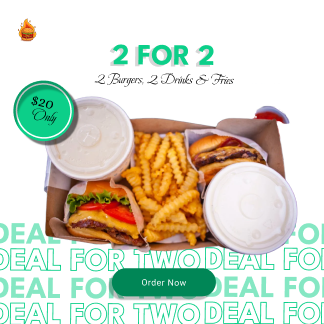 2 FOR 2
2 Burgers, 2 Drinks & Fries
$20
Only
DEAL FOR TWO DEAL FOR
DEAL FOR TWO DEAL FOR
DEAL FOR TWO DEAL FOR
DEAL FOR TWO DEAL FOR
Order Now